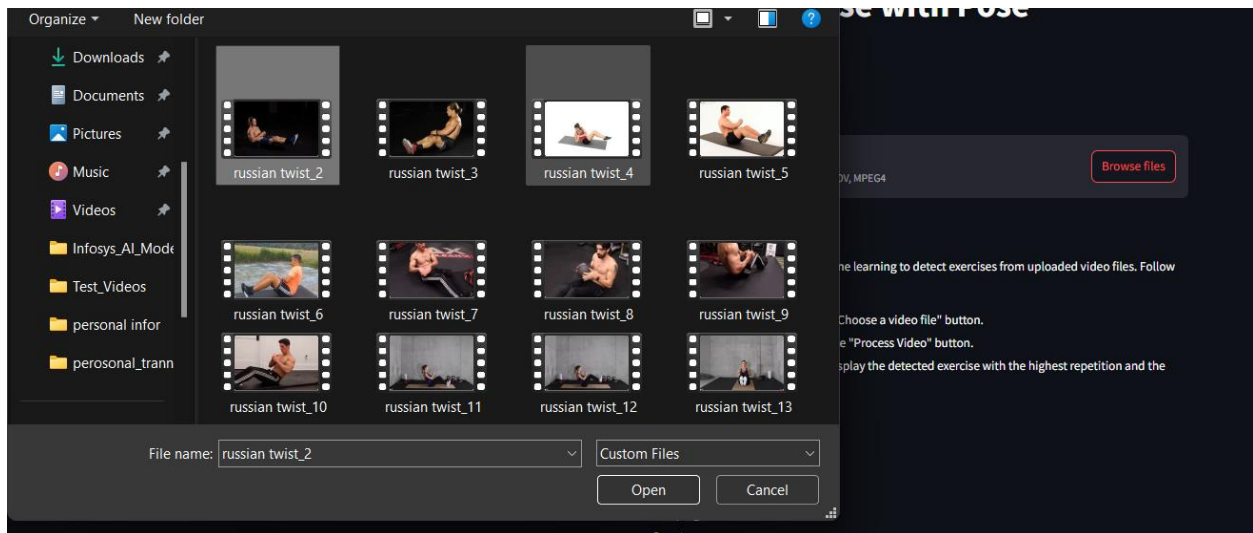 Organize New folder
se with Pose
Downloads
Documents
Pictures
Music
Videos
Infosys_AI_Mode
Test_Videos
personal infor
perosonal_trann
russian twist_2 russian twist_3 russian twist_4 russian twist_5
russian twist_6 russian twist_7 russian twist_8 russian twist_9
russian twist_10 russian twist_11 russian twist_12 russian twist_13
File name: russian twist_2 Custom Files
Open Cancel
Browse files
OV, MPEG4
ne learning to detect exercises from uploaded video files. Follow
Choose a video file" button.
e "Process Video" button.
splay the detected exercise with the highest repetition and the